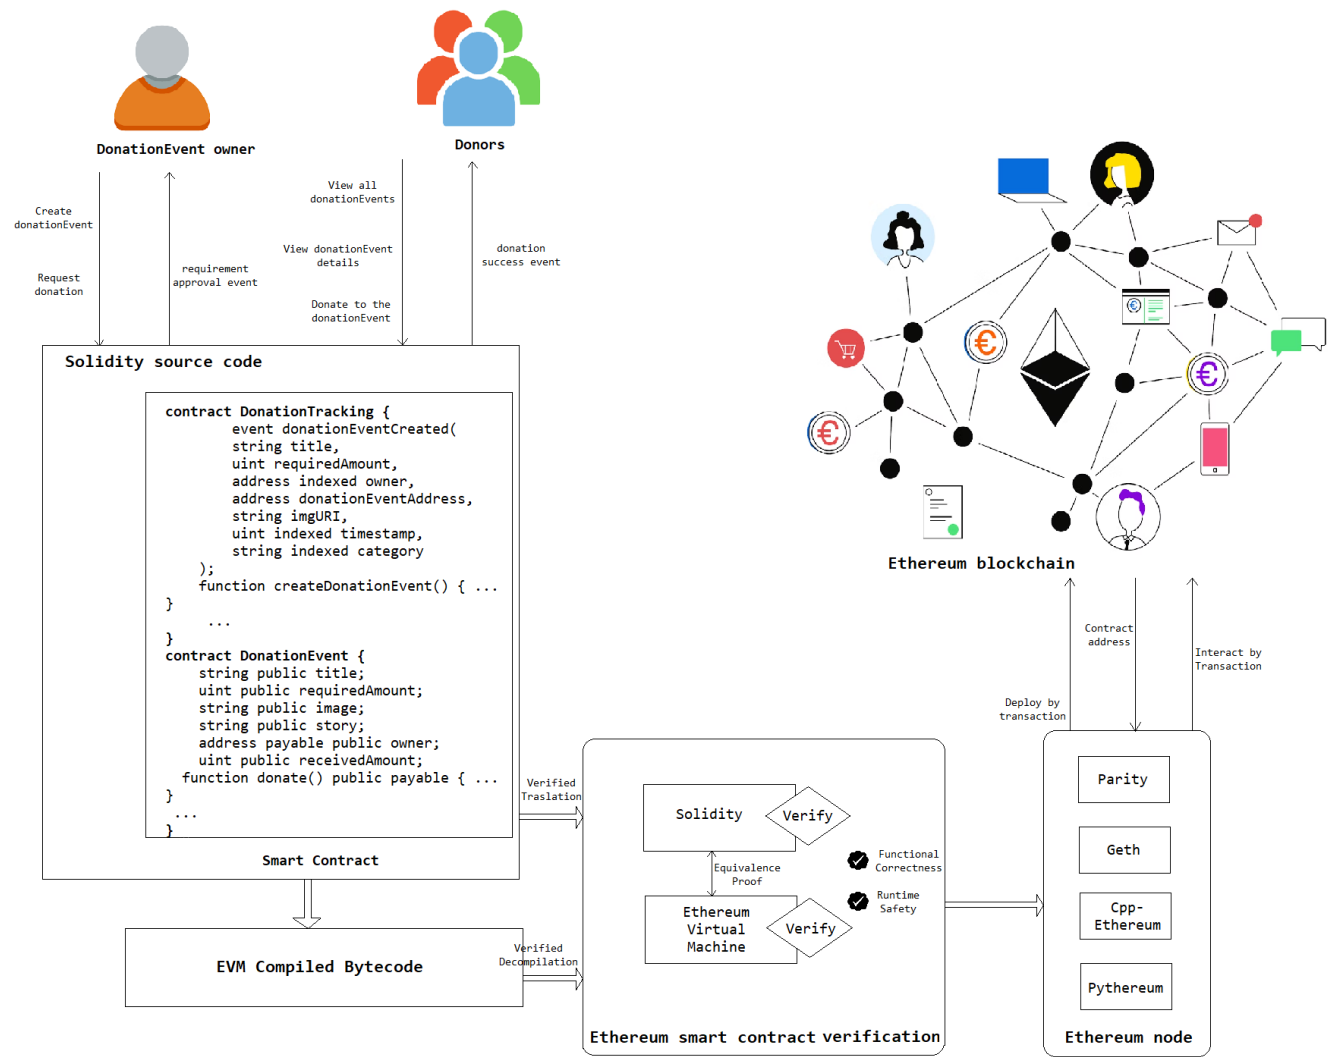 DonationEvent owner
Donors
Create
donationEvent
Request
donation
requirement
approval event
View all
donationEvents
View donationEvent
details
Donate to the
donationEvent
donation
success event
Solidity source code
contract DonationTracking {
event donationEventCreated(
string title,
uint requiredAmount,
address indexed owner,
address donationEventAddress,
string imgURI,
uint indexed timestamp,
string indexed category
);
function createDonationEvent() { ...
}
...
}
contract DonationEvent {
string public title;
uint public requiredAmount;
string public image;
string public story;
address payable public owner;
uint public receivedAmount;
function donate() public payable { ...
}
...
}
Smart Contract
EVM Compiled Bytecode
Verified
Traslation
Verified
Decompilation
Solidity
Verify
Equivalence
Proof
Ethereum
Virtual
Machine
Verify
Functional
Correctness
Runtime
Safety
Ethereum smart contract verification
€
€
€
€
Ethereum blockchain
Deploy by
transaction
Contract
address
Interact by
Transaction
Parity
Geth
Cpp-
Ethereum
Pythereum
Ethereum node